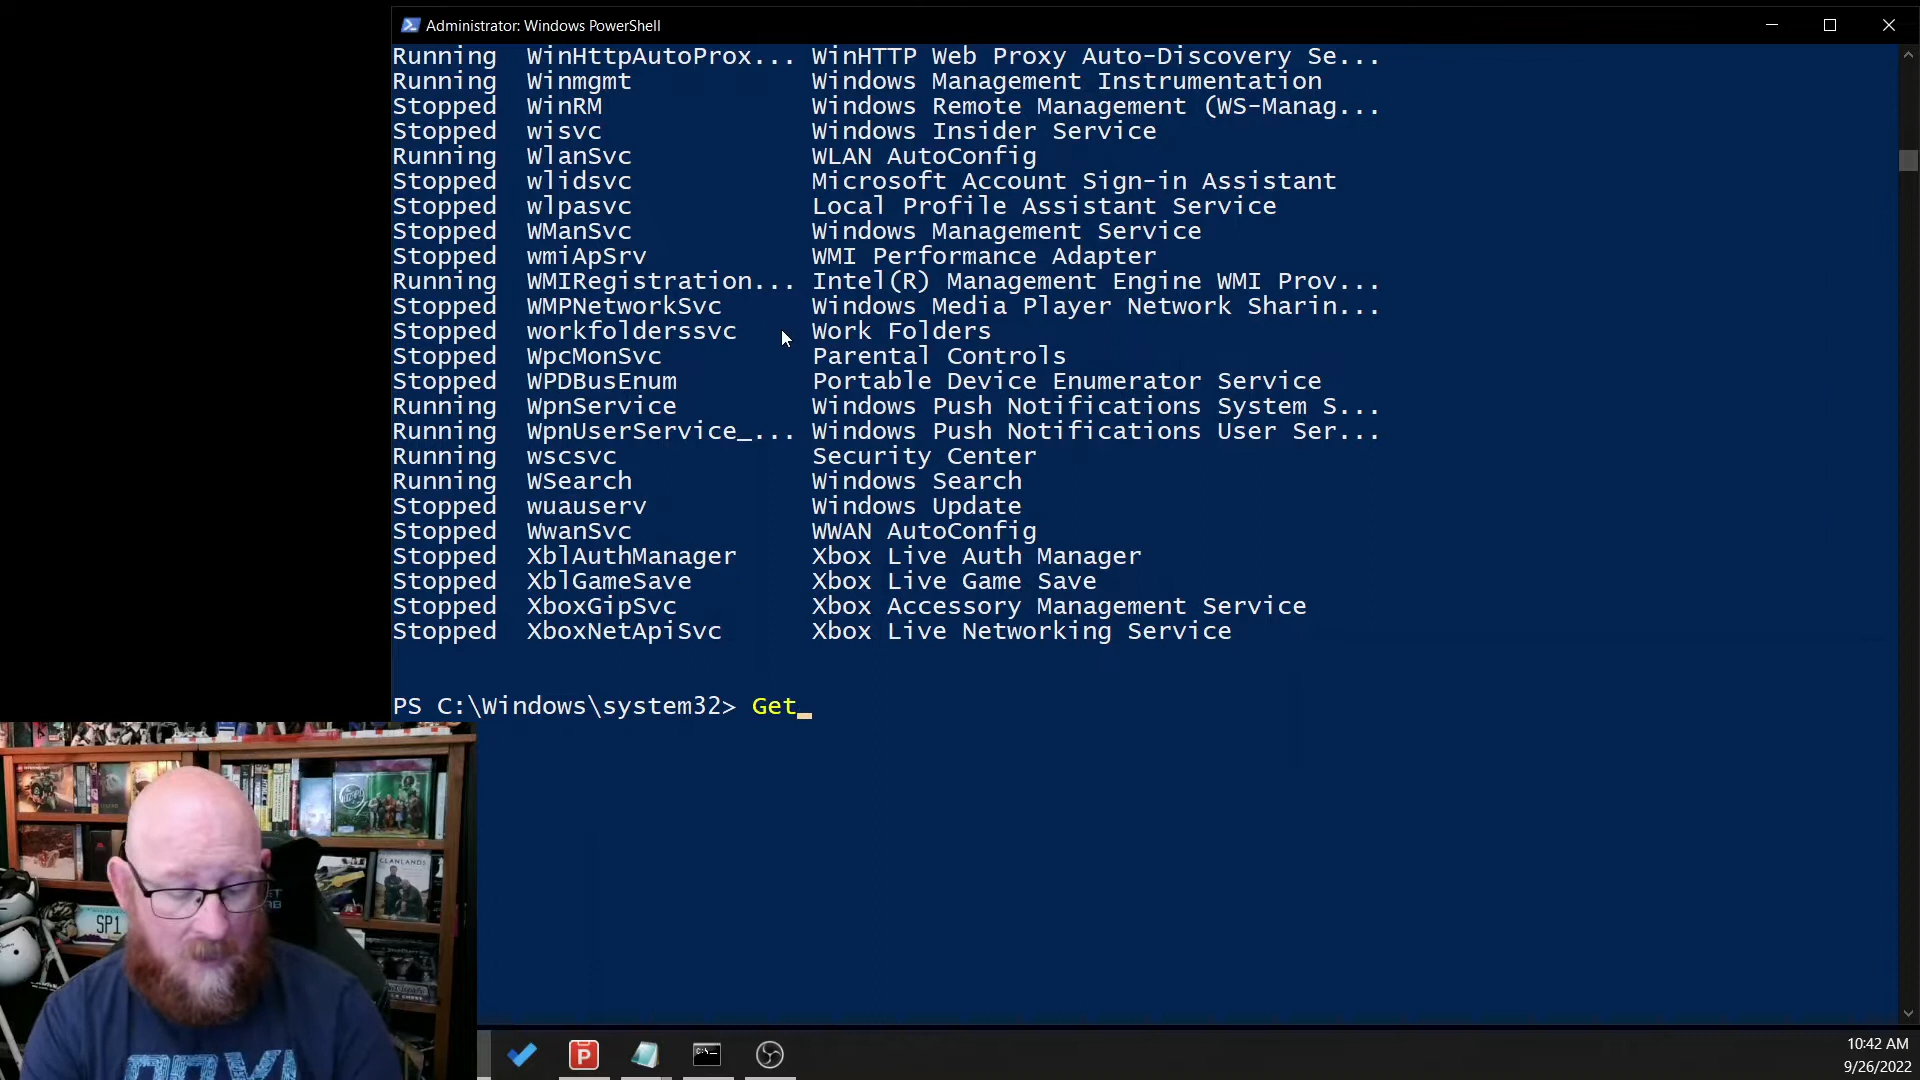 Administrator: Windows PowerShell
Running WinHttpAutoProx... WinHTTP Web Proxy Auto-Discovery Se...
Running Winmgmt Windows Management Instrumentation
Stopped WinRM Windows Remote Management (WS-Manag...
Stopped wisvc Windows Insider Service
Running WlanSvc WLAN AutoConfig
Stopped wlidsvc Microsoft Account Sign-in Assistant
Stopped wlpasvc Local Profile Assistant Service
Stopped WManSvc Windows Management Service
Stopped wmiApSrv WMI Performance Adapter
Running WMIRegistration... Intel(R) Management Engine WMI Prov...
Stopped WMPNetworkSvc Windows Media Player Network Sharin...
Stopped workfolderssvc Work Folders
Stopped WpcMonSvc Parental Controls
Stopped WPDBusEnum Portable Device Enumerator Service
Running WpnService Windows Push Notifications System S...
Running WpnUserService_... Windows Push Notifications User Ser...
Running wscsvc Security Center
Running WSearch Windows Search
Stopped wuauserv Windows Update
Stopped WwanSvc WWAN AutoConfig
Stopped XblAuthManager Xbox Live Auth Manager
Stopped XblGameSave Xbox Live Game Save
Stopped XboxGipSvc Xbox Accessory Management Service
Stopped XboxNetApiSvc Xbox Live Networking Service
PS C:\Windows\system32> Get
CLANLANDS
SP1
10:42 AM
9/26/2022